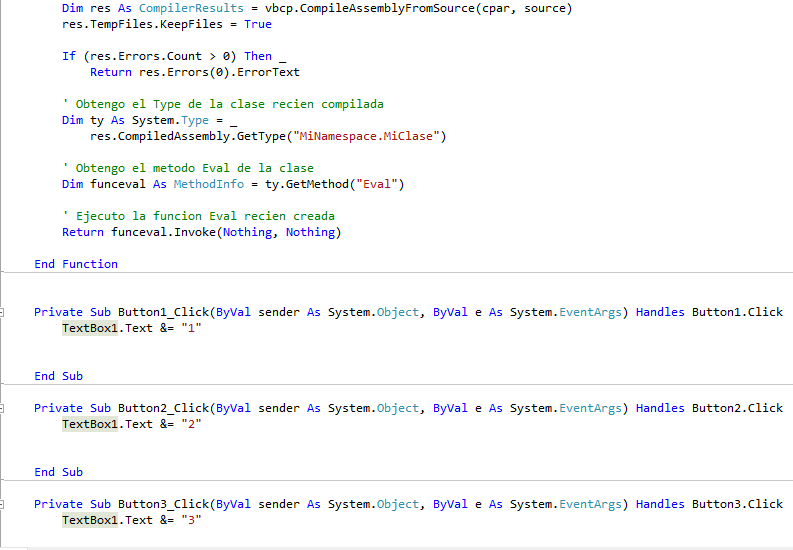 Dim res As CompilerResults = vbcp.CompileAssemblyFromSource(cpar, source)
res.TempFiles.KeepFiles = True
If (res.Errors.Count > 0) Then _
Return res.Errors(0).ErrorText
' Obtengo el Type de la clase recien compilada
Dim ty As System.Type = _
res.CompiledAssembly.GetType("MiNamespace.MiClase")
' Obtengo el metodo Eval de la clase
Dim funceval As MethodInfo = ty.GetMethod("Eval")
' Ejecuto la funcion Eval recien creada
Return funceval.Invoke(Nothing, Nothing)
End Function
Private Sub Button1_Click(ByVal sender As System.Object, ByVal e As System.EventArgs) Handles Button1.Click
TextBox1.Text &= "1"
End Sub
Private Sub Button2_Click(ByVal sender As System.Object, ByVal e As System.EventArgs) Handles Button2.Click
TextBox1.Text &= "2"
End Sub
Private Sub Button3_Click(ByVal sender As System.Object, ByVal e As System.EventArgs) Handles Button3.Click
TextBox1.Text &= "3"